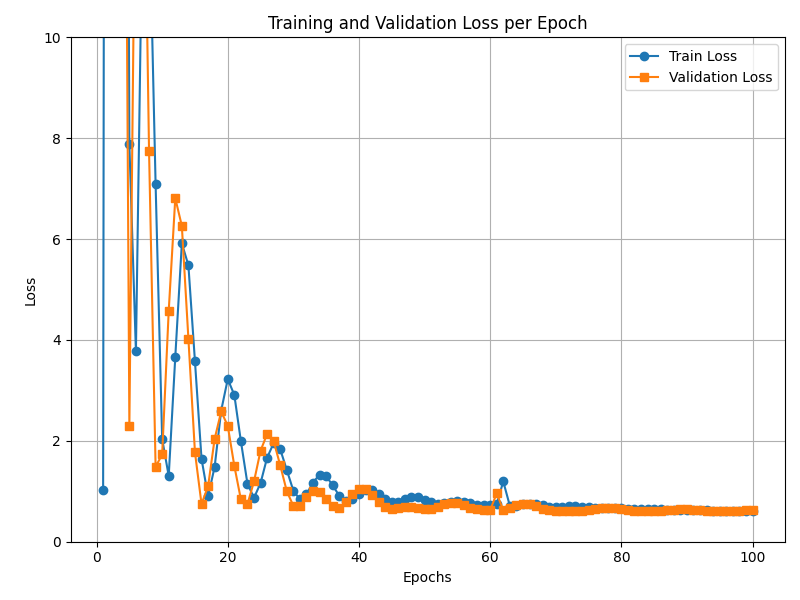 Training and Validation Loss per Epoch
Train Loss
Validation Loss
10
8
6
4
2
0
Loss
0 20 40 60 80 100
Epochs